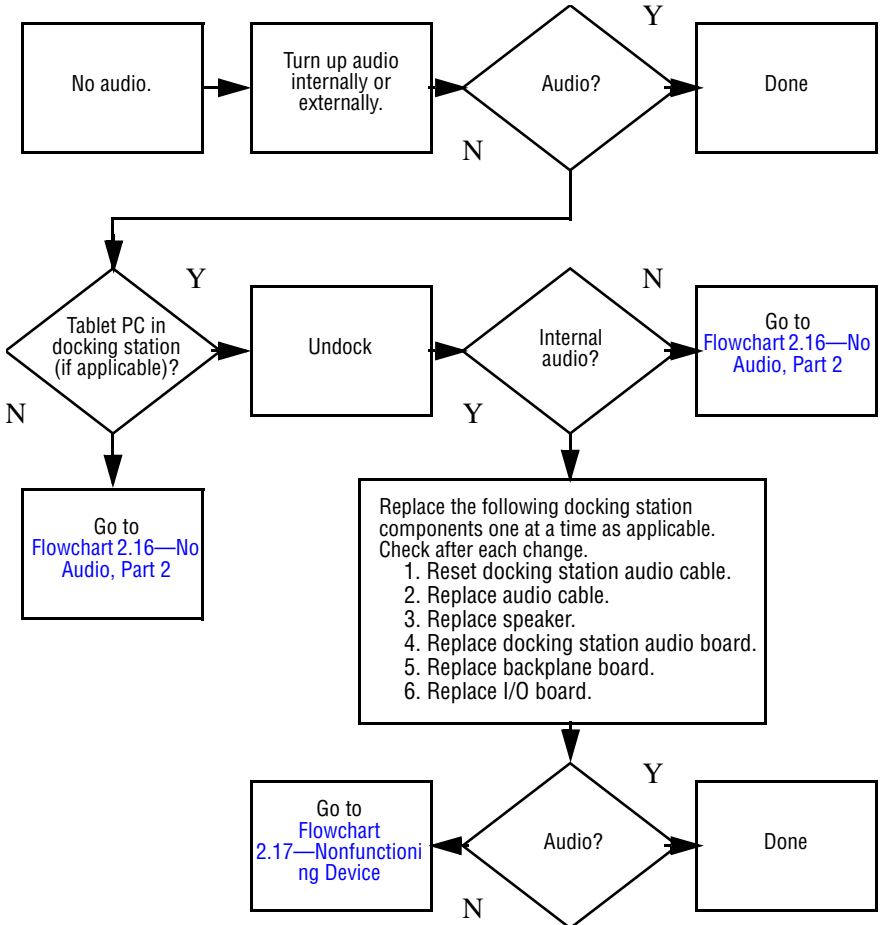 No audio.
Turn up audio
internally or
externally.
Audio?
Y
N
Done
Tablet PC in
docking station
(if applicable)?
Y
N
Undock
Internal
audio?
N
Y
Go to
Flowchart 2.16—No
Audio, Part 2
Go to
Flowchart 2.16—No
Audio, Part 2
Replace the following docking station
components one at a time as applicable.
Check after each change.
1. Reset docking station audio cable.
2. Replace audio cable.
3. Replace speaker.
4. Replace docking station audio board.
5. Replace backplane board.
6. Replace I/O board.
Go to
Flowchart
2.17—Nonfunctioni
ng Device
Audio?
Y
N
Done